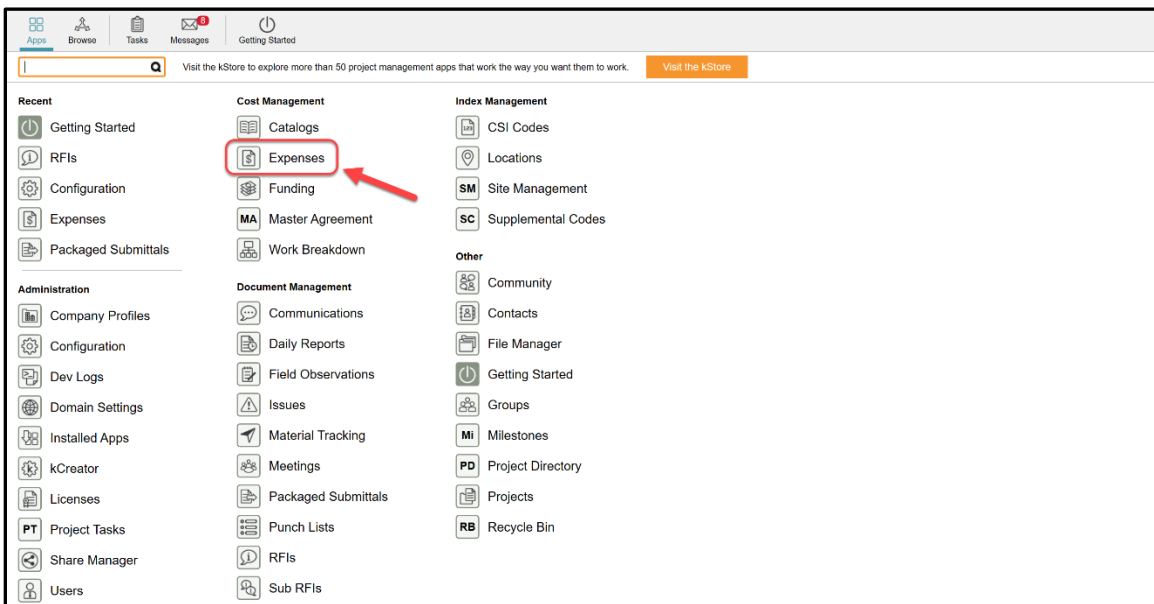 8
Apps Browse Tasks Messages Getting Started
Visit the kStore to explore more than 50 project management apps that work the way you want them to work. Visit the kStore
Recent
Getting Started
RFIs
Configuration
Expenses
Packaged Submittals
Administration
Company Profiles
Configuration
Dev Logs
Domain Settings
Installed Apps
kCreator
Licenses
PT Project Tasks
Share Manager
Users
Cost Management
Catalogs
Expenses
Funding
MA Master Agreement
Work Breakdown
Document Management
Communications
Daily Reports
Field Observations
Issues
Material Tracking
Meetings
Packaged Submittals
Punch Lists
RFIs
Sub RFIs
Index Management
123 CSI Codes
Locations
SM Site Management
SC Supplemental Codes
Other
Community
Contacts
File Manager
Getting Started
Groups
Mi Milestones
PD Project Directory
Projects
RB Recycle Bin